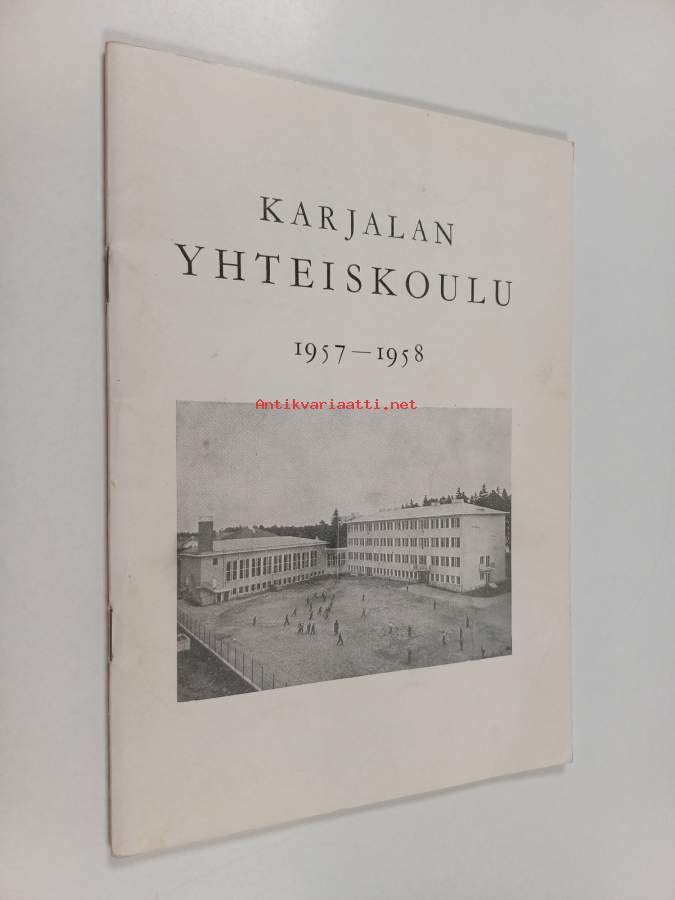 KARJALAN
YHTEISKOULU
1957—1958
Antikvariaatti.net